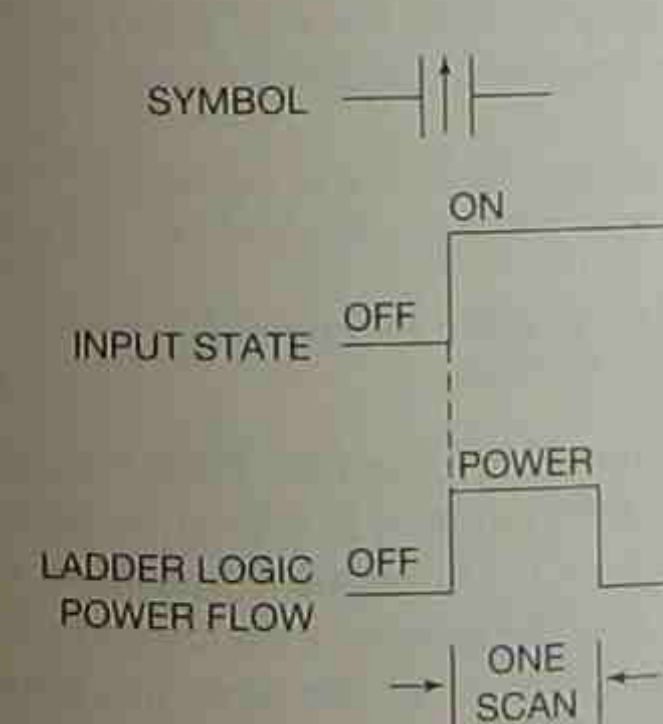 SYMBOL
ON
OFF
INPUT STATE
POWER
LADDER LOGIC OFF
POWER FLOW
ONE
SCAN